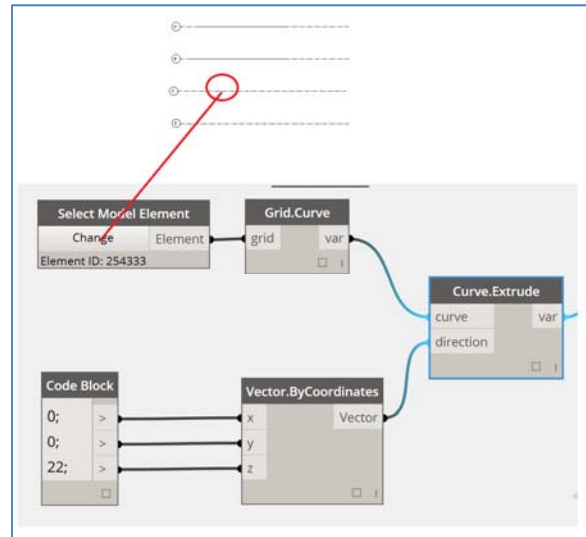 Select Model Element
Change Element
Element ID: 254333
Grid.Curve
grid var
Curve.Extrude
curve var
direction
Code Block
0; >
0; >
22; >
Vector.ByCoordinates
x Vector
y
z